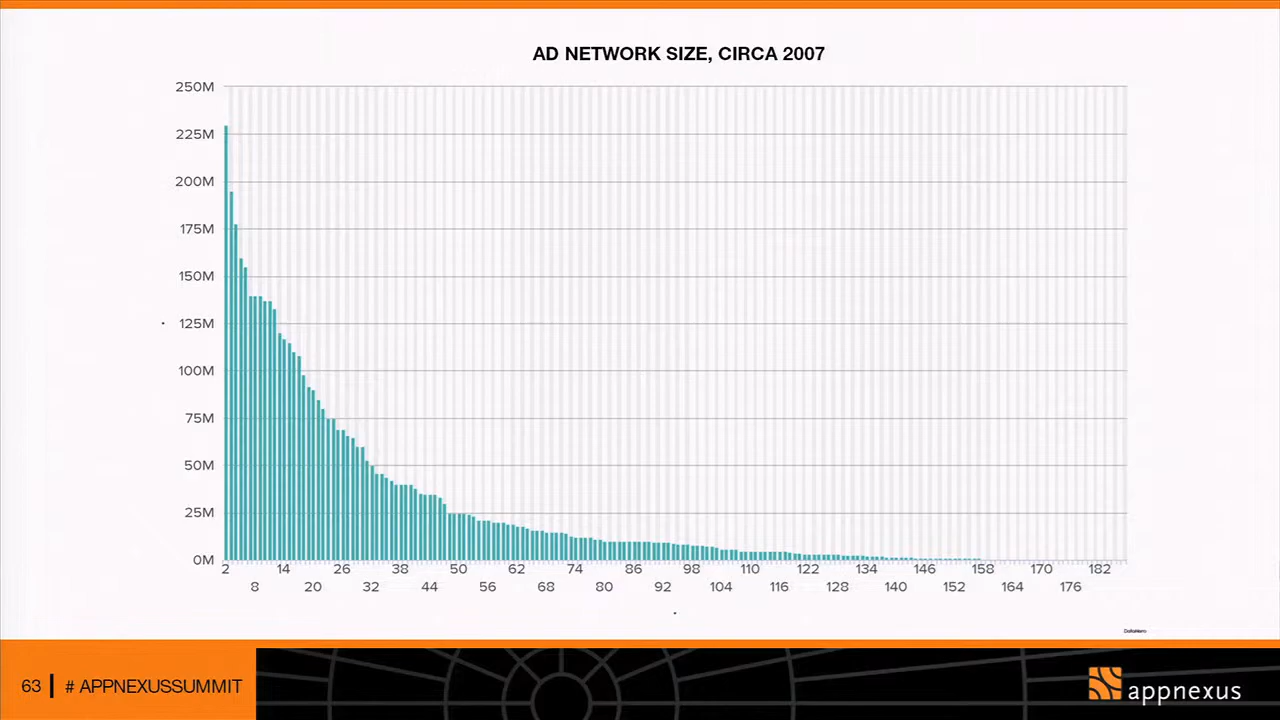 AD NETWORK SIZE, CIRCA 2007
250M
225M
200M
175M
150M
125M
100M
75M
50M
25M
0M
2 14 26 38 50 62 74 86 98 110 122 134 146 158 170 182
8 20 32 44 56 68 80 92 104 116 128 140 152 164 176
63 | # APPNEXUSSUMMIT
appnexus